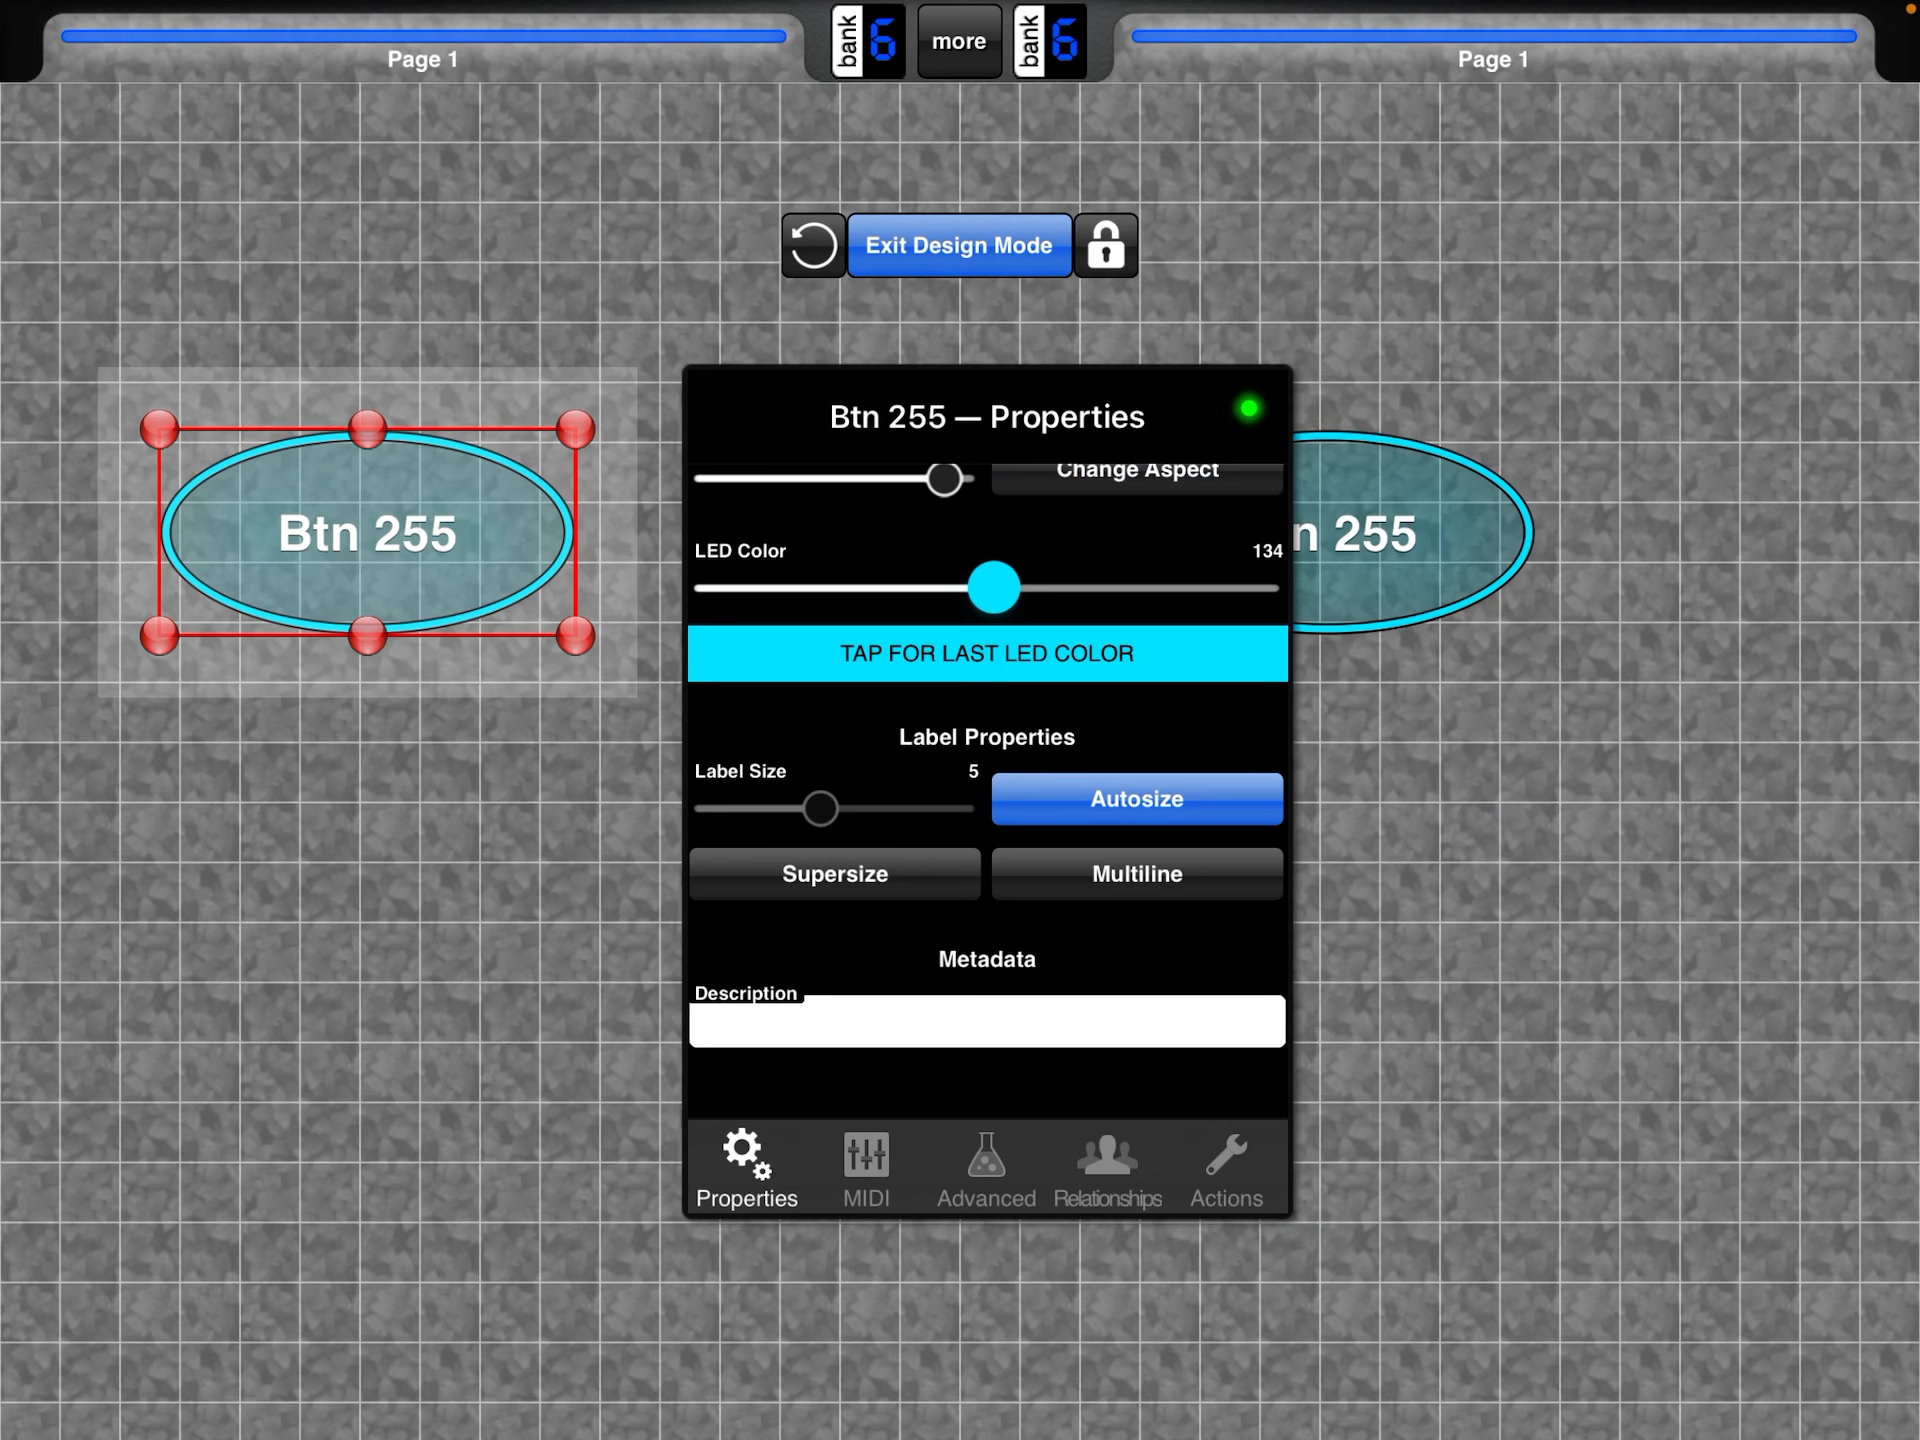 Page 1
bank 6
more
bank 6
Page 1
Exit Design Mode
Btn 255
Btn 255 — Properties
Change Aspect
LED Color 134
n 255
TAP FOR LAST LED COLOR
Label Properties
Label Size 5
Autosize
Supersize
Multiline
Metadata
Description
Properties
MIDI
Advanced
Relationships
Actions